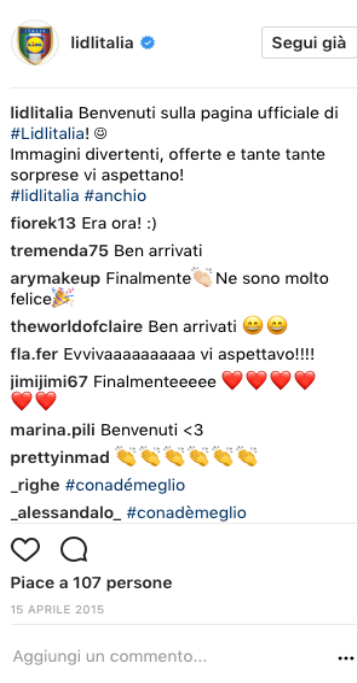 lidlitalia
Segui già
lidlitalia Benvenuti sulla pagina ufficiale di
#Lidlitalia! ☺
Immagini divertenti, offerte e tante tante
sorprese vi aspettano!
#lidlitalia #anchio
fiorek13 Era ora! :)
tremenda75 Ben arrivati
arymakeup Finalmente👏🏻Ne sono molto
felice🎉
theworldofclaire Ben arrivati 😄😄
fla.fer Evvivaaaaaaaaaa vi aspettavo!!!!
jimijimi67 Finalmenteeeee ❤️❤️❤️❤️
❤️❤️
marina.pili Benvenuti <3
prettyinmad 👏👏👏👏👏👏
_righe #conadémeglio
_alessandalo_ #conadèmeglio
Piace a 107 persone
15 APRILE 2015
Aggiungi un commento...